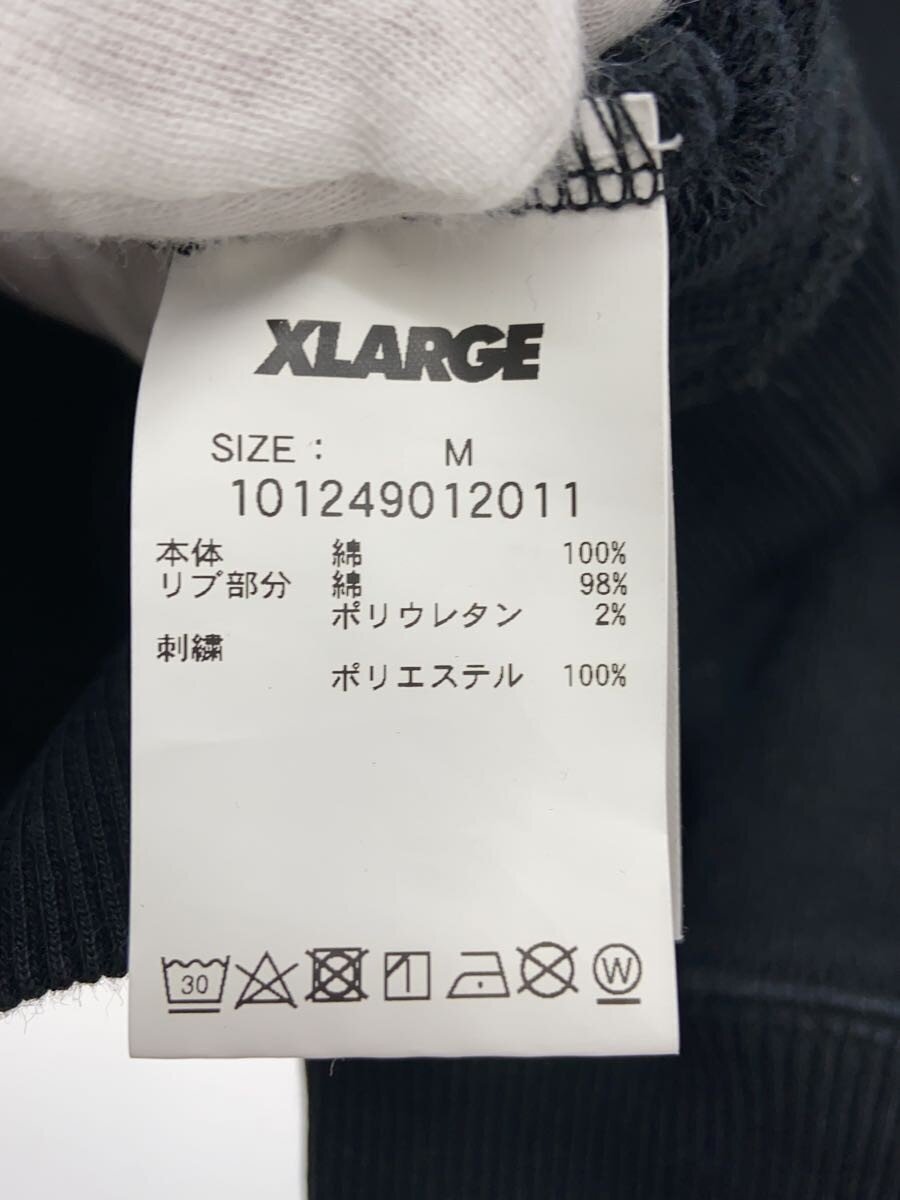 XLARGE
SIZE : M
101249012011
本体 綿 100%
リブ部分 綿 98%
ポリウレタン 2%
刺繍
ポリエステル 100%
30 W